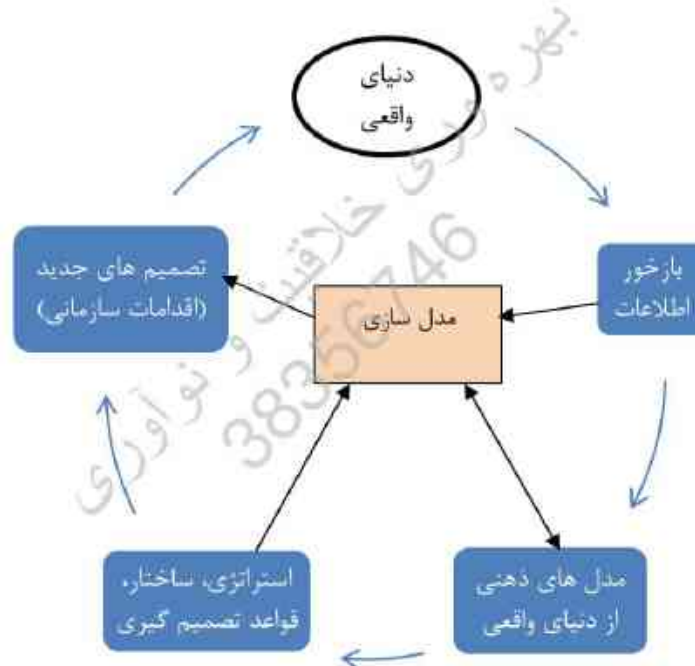 دنیای
واقعی
بازخور
اطلاعات
تصمیم های جدید
(اقدامات سازمانی)
مدل سازی
مدل های ذهنی
از دنیای واقعی
استراتژی، ساختار،
قواعد تصمیم گیری
بهره وری خلاقیت و نوآوری
38356746